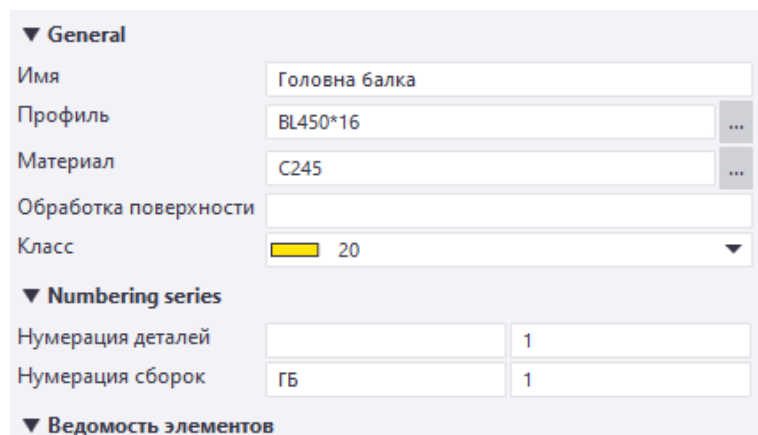 General
Имя Головна балка
Профиль BL450*16 ...
Материал C245 ...
Обработка поверхности
Класс 20
Numbering series
Нумерация деталей 1
Нумерация сборок ГБ 1
Ведомость элементов